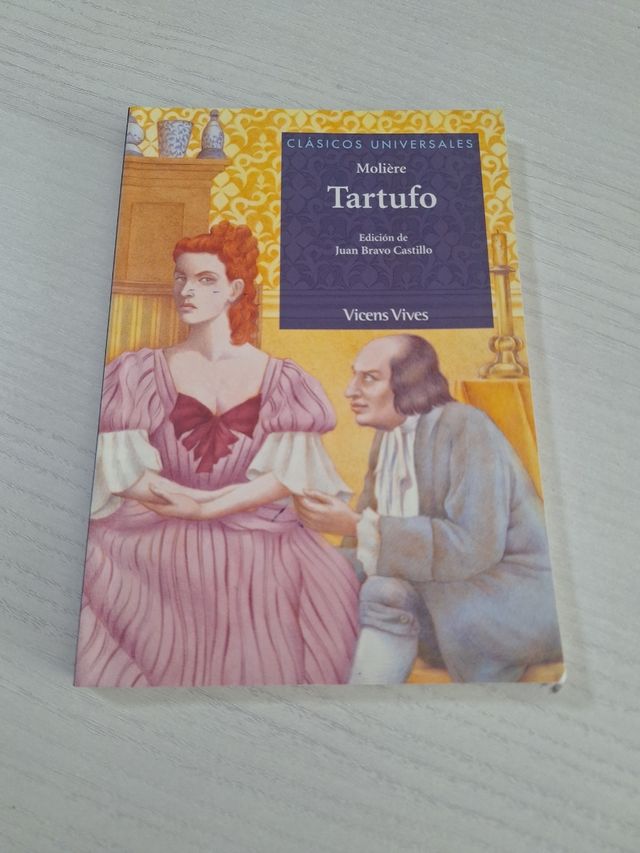 CLÁSICOS UNIVERSALES
Molière
Tartufo
Edición de
Juan Bravo Castillo
Vicens Vives